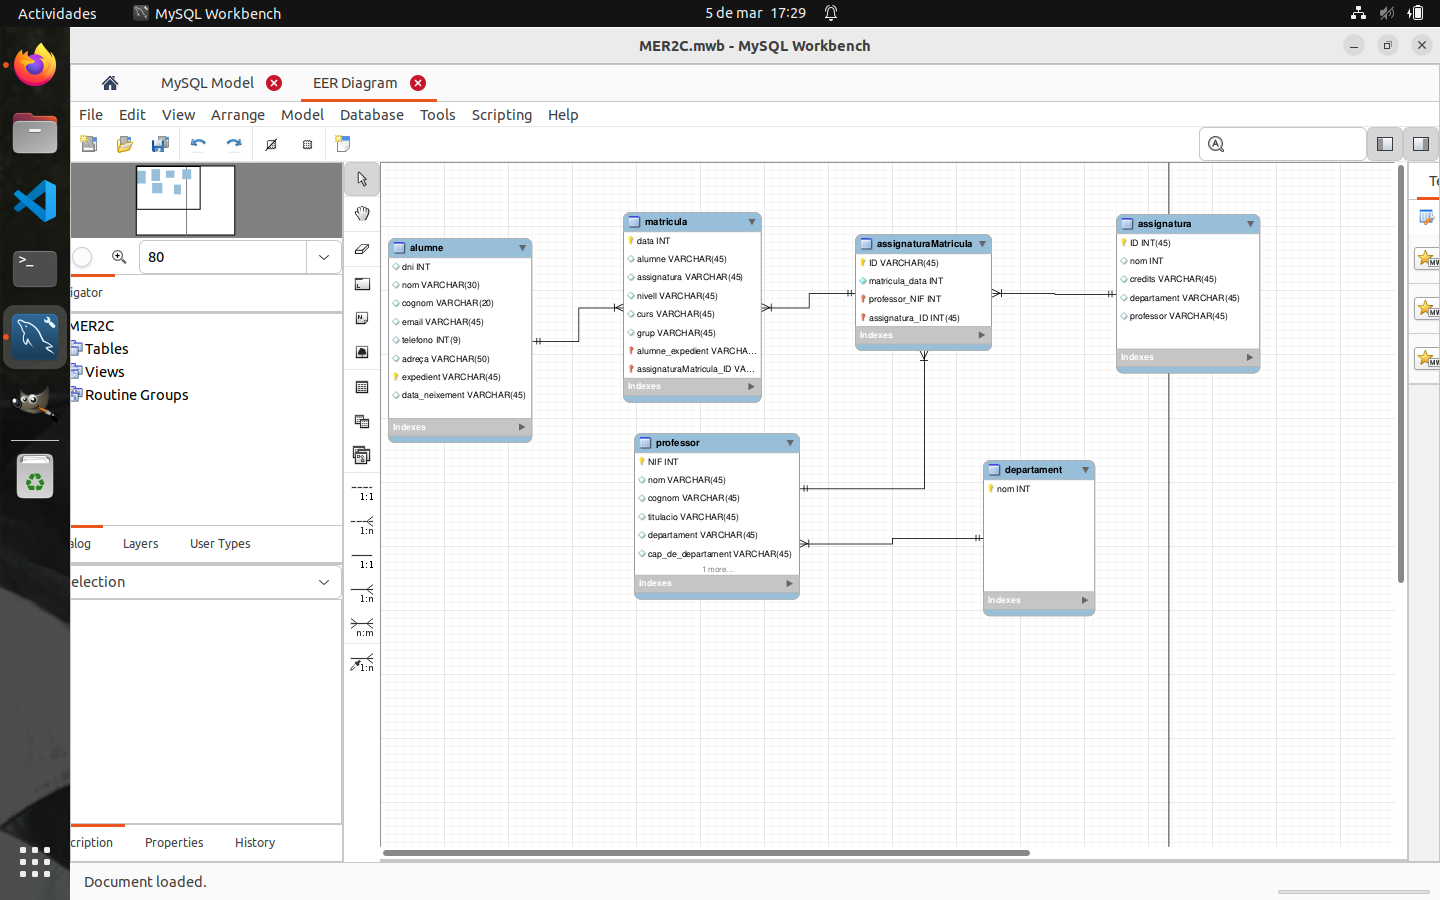 Actividades
MySQL Workbench
5 de mar 17:29
MER2C.mwb - MySQL Workbench
MySQL Model
EER Diagram
File Edit View Arrange Model Database Tools Scripting Help
80
igator
MER2C
Tables
Views
Routine Groups
alog Layers User Types
election
cription Properties History
1:1
1:n
1:1
1:n
n:m
1:n
alumne
dni INT
nom VARCHAR(30)
cognom VARCHAR(20)
email VARCHAR(45)
telefono INT(9)
adreça VARCHAR(50)
expedient VARCHAR(45)
data_neixement VARCHAR(45)
Indexes
matricula
data INT
alumne VARCHAR(45)
assignatura VARCHAR(45)
nivell VARCHAR(45)
curs VARCHAR(45)
grup VARCHAR(45)
alumne_expedient VARCHA...
assignaturaMatricula_ID VA...
Indexes
assignaturaMatricula
ID VARCHAR(45)
matricula_data INT
professor_NIF INT
assignatura_ID INT(45)
Indexes
assignatura
ID INT(45)
nom INT
credits VARCHAR(45)
departament VARCHAR(45)
professor VARCHAR(45)
Indexes
professor
NIF INT
nom VARCHAR(45)
cognom VARCHAR(45)
titulacio VARCHAR(45)
departament VARCHAR(45)
cap_de_departament VARCHAR(45)
1 more...
Indexes
departament
nom INT
Indexes
Te
Document loaded.